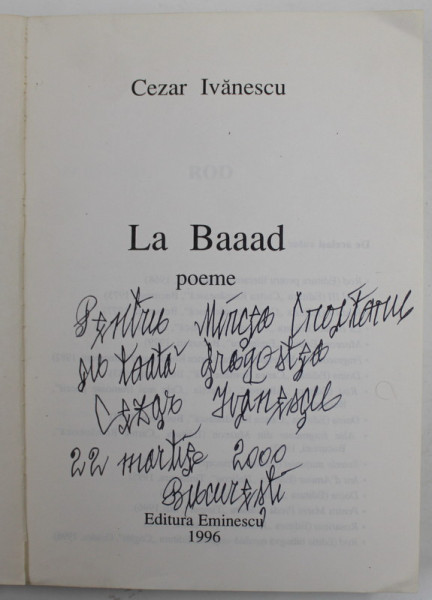 Cezar Ivănescu
La Baaad
poeme
Pentru Mircea
cu toată dragostea
Cezar Ivănescu
22 martie 2000
București
Editura Eminescu
1996